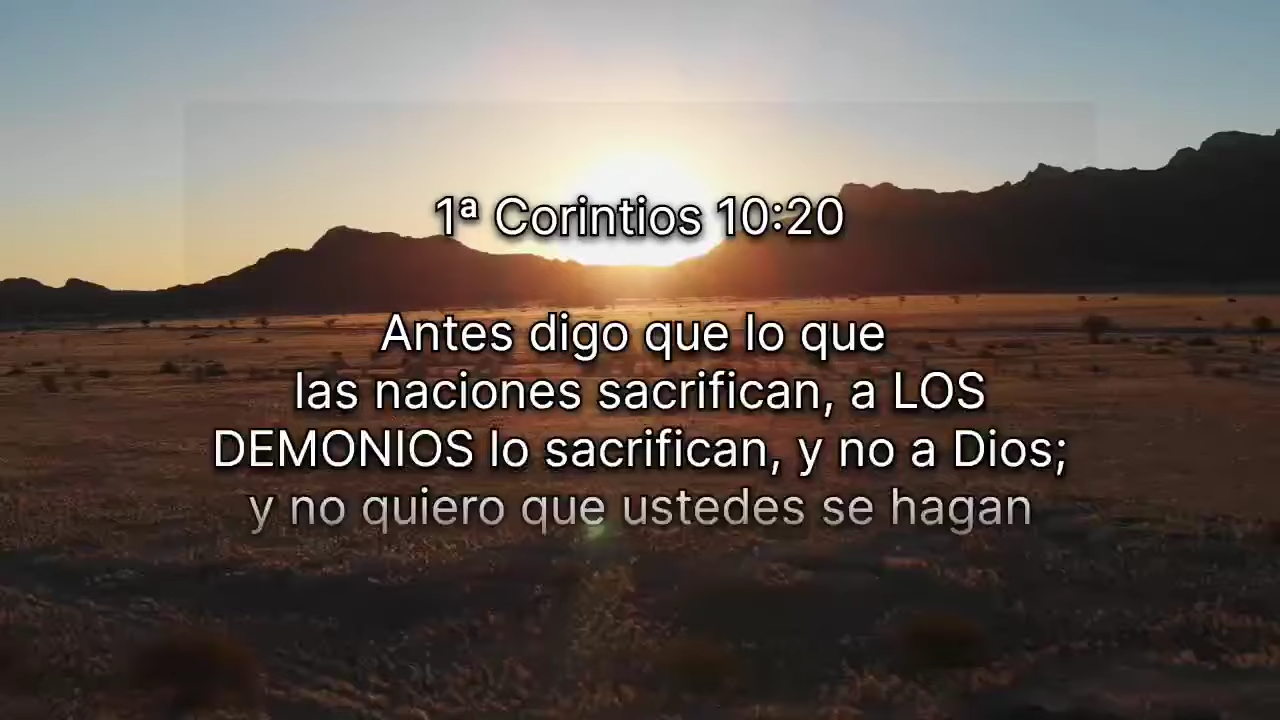 1ª Corintios 10:20
Antes digo que lo que
las naciones sacrifican, a LOS
DEMONIOS lo sacrifican, y no a Dios;
y no quiero que ustedes se hagan